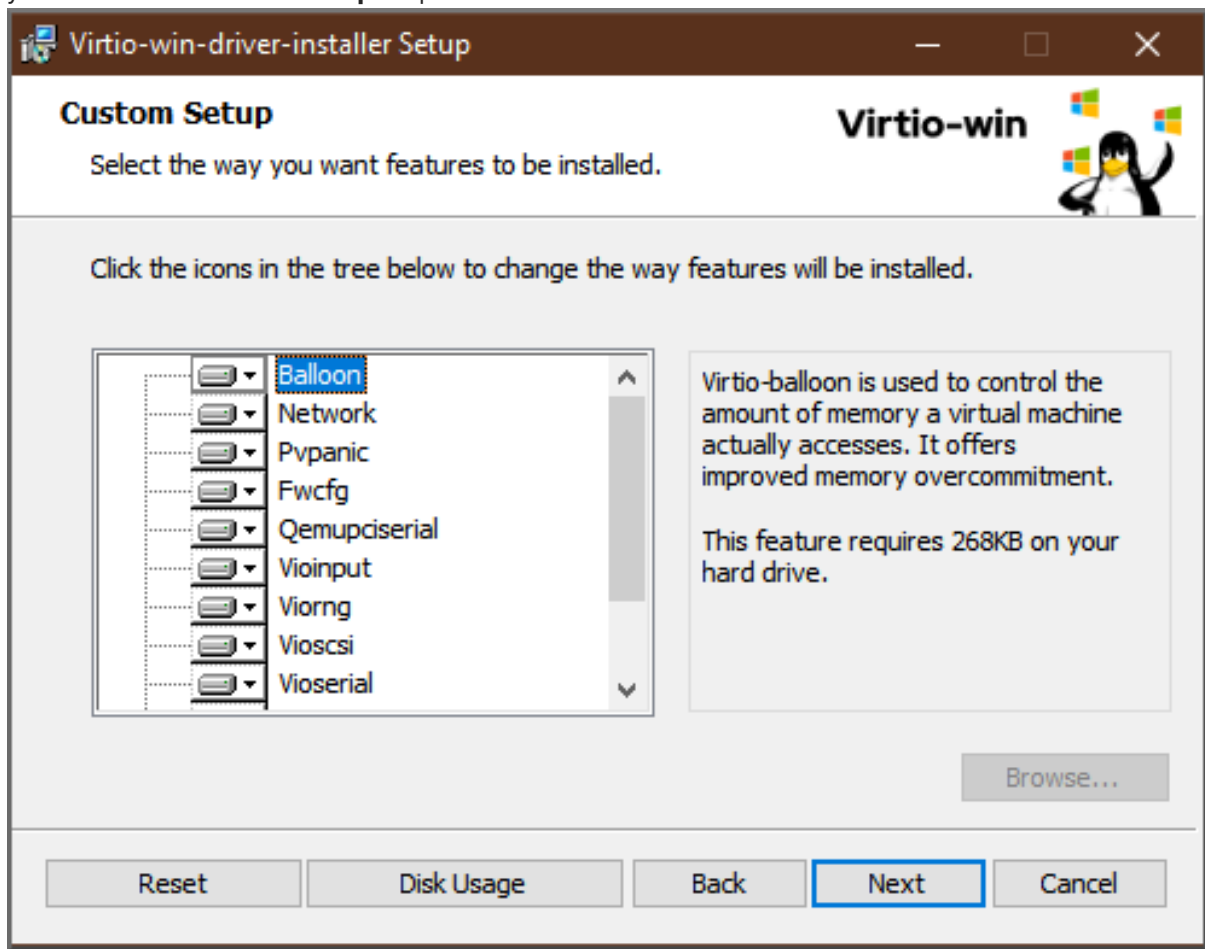 Virtio-win-driver-installer Setup
Custom Setup
Virtio-win
Select the way you want features to be installed.
Click the icons in the tree below to change the way features will be installed.
Balloon
Network
Pvpanic
Fwcfg
Qemupciserial
Vioinput
Viorng
Vioscsi
Vioserial
Virtio-balloon is used to control the
amount of memory a virtual machine
actually accesses. It offers
improved memory overcommitment.
This feature requires 268KB on your
hard drive.
Browse...
Reset
Disk Usage
Back
Next
Cancel